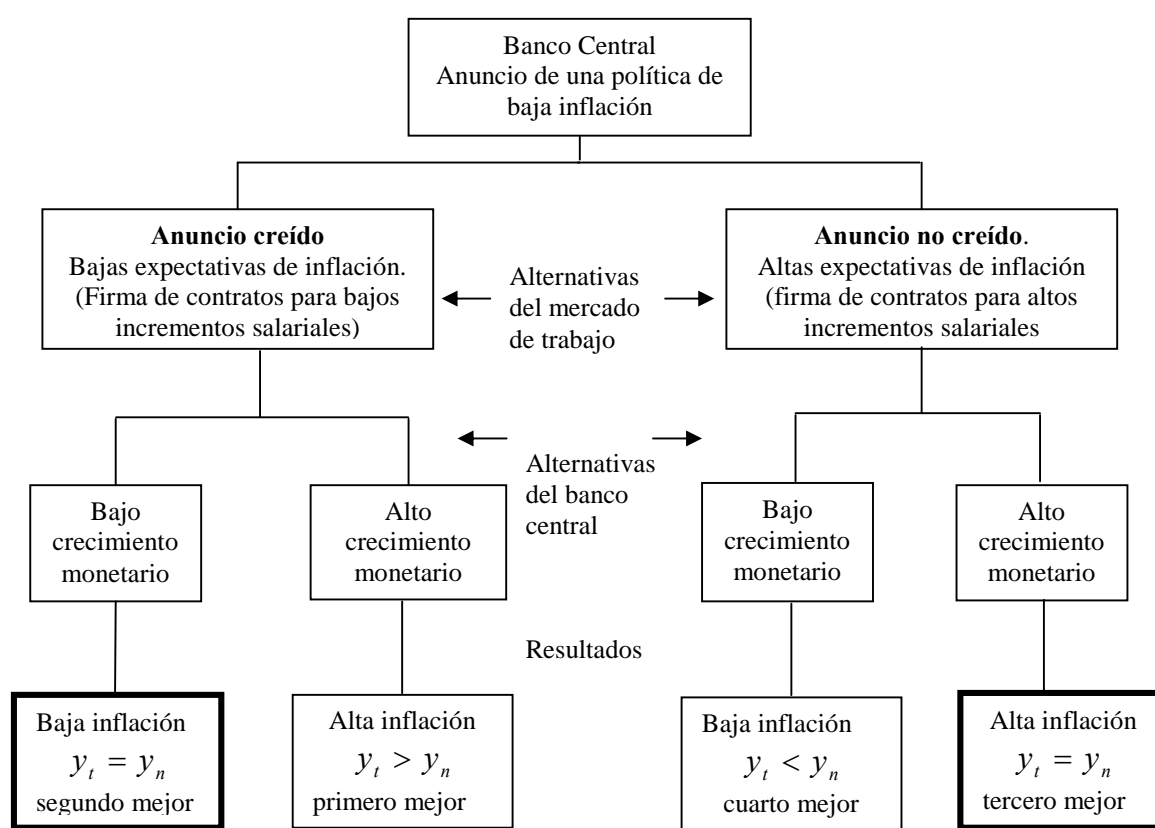 Banco Central
Anuncio de una política de
baja inflación
Anuncio creído
Bajas expectativas de inflación.
(Firma de contratos para bajos
incrementos salariales)
Alternativas
del mercado
de trabajo
Anuncio no creído.
Altas expectativas de inflación
(firma de contratos para altos
incrementos salariales
Alternativas
del banco
central
Bajo
crecimiento
monetario
Alto
crecimiento
monetario
Bajo
crecimiento
monetario
Alto
crecimiento
monetario
Resultados
Baja inflación
y_t = y_n
segundo mejor
Alta inflación
y_t > y_n
primero mejor
Baja inflación
y_t < y_n
cuarto mejor
Alta inflación
y_t = y_n
tercero mejor